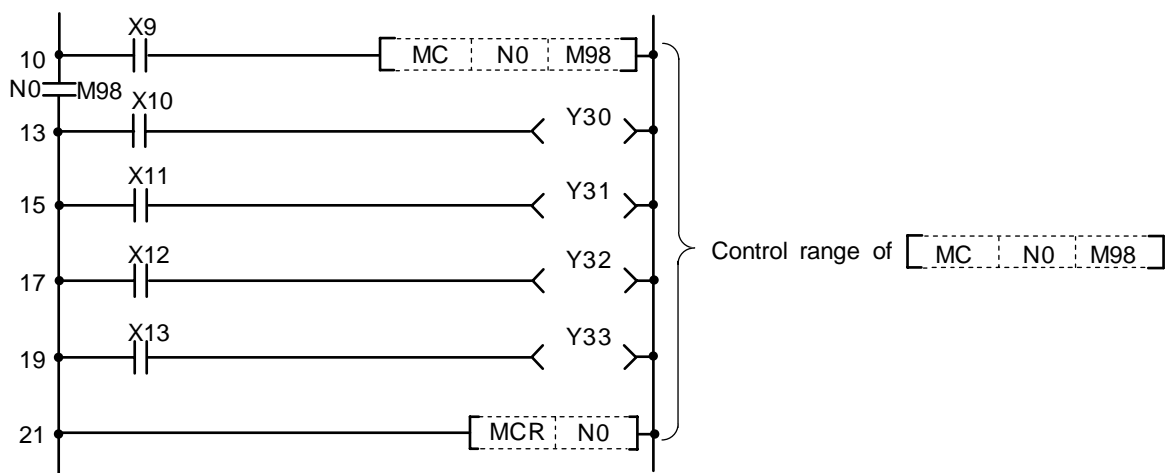 X9
10 MC N0 M98
N0 M98
X10
13 Y30
X11
15 Y31
Control range of MC N0 M98
X12
17 Y32
X13
19 Y33
21 MCR N0